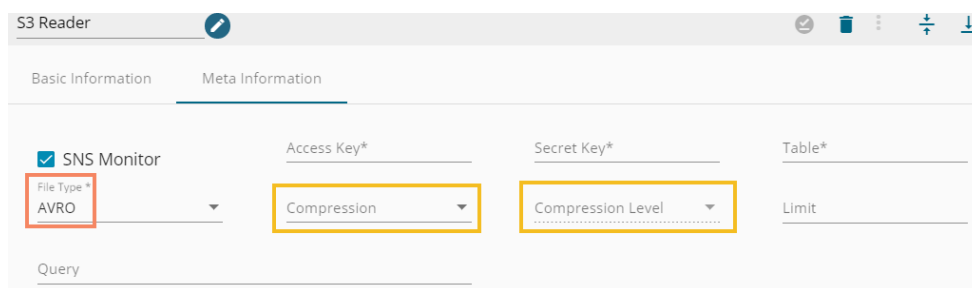 S3 Reader
Basic Information Meta Information
SNS Monitor Access Key* Secret Key* Table*
File Type *
AVRO Compression Compression Level Limit
Query